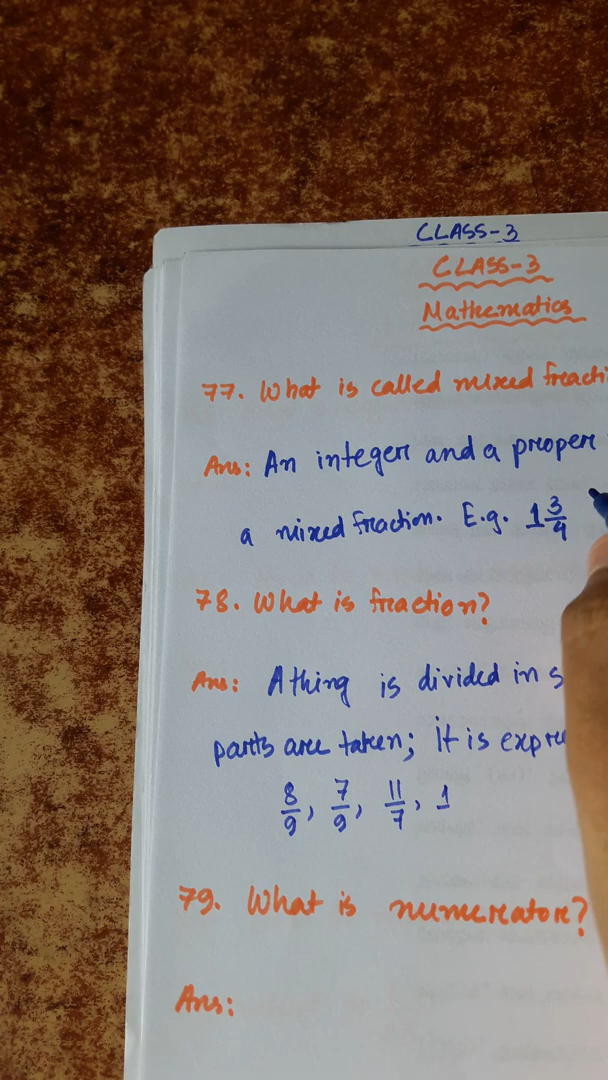 CLASS-3
CLASS-3
Mathematics
77. What is called mixed fracti
Ans: An integer and a proper
a mixed fraction. E.g. 1 3/4
78. What is fraction?
Ans: A thing is divided in s
parts are taken; it is expre
8/9, 7/9, 11/7, 1
79. What is numerator?
Ans: